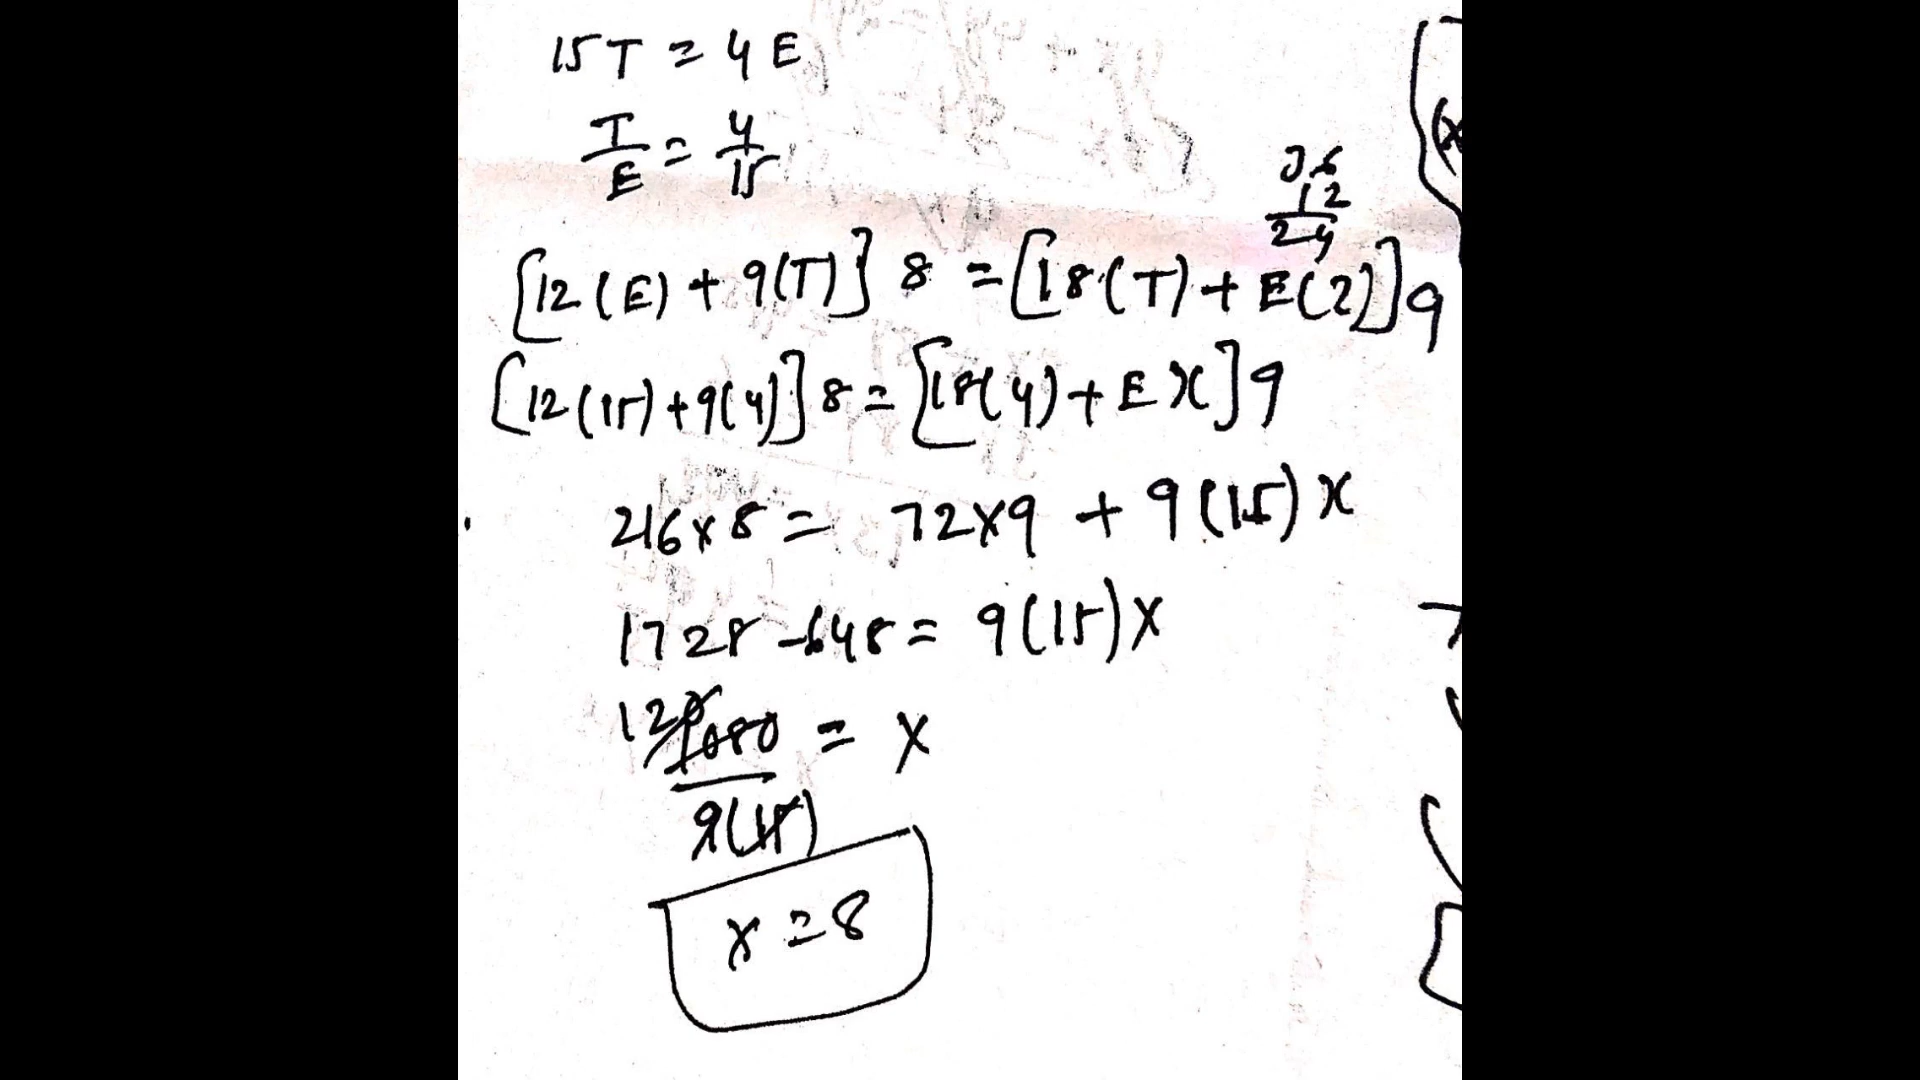 15T = 4E
T/E = 4/15
36
12
24
[12(E) + 9(T)] 8 = [18(T) + E(?)] 9
[12(15) + 9(4)] 8 = [18(4) + E x] 9
216 x 8 = 72 x 9 + 9(15) x
1728 - 648 = 9(15) x
120 1080 / 9(15) = x
x = 8